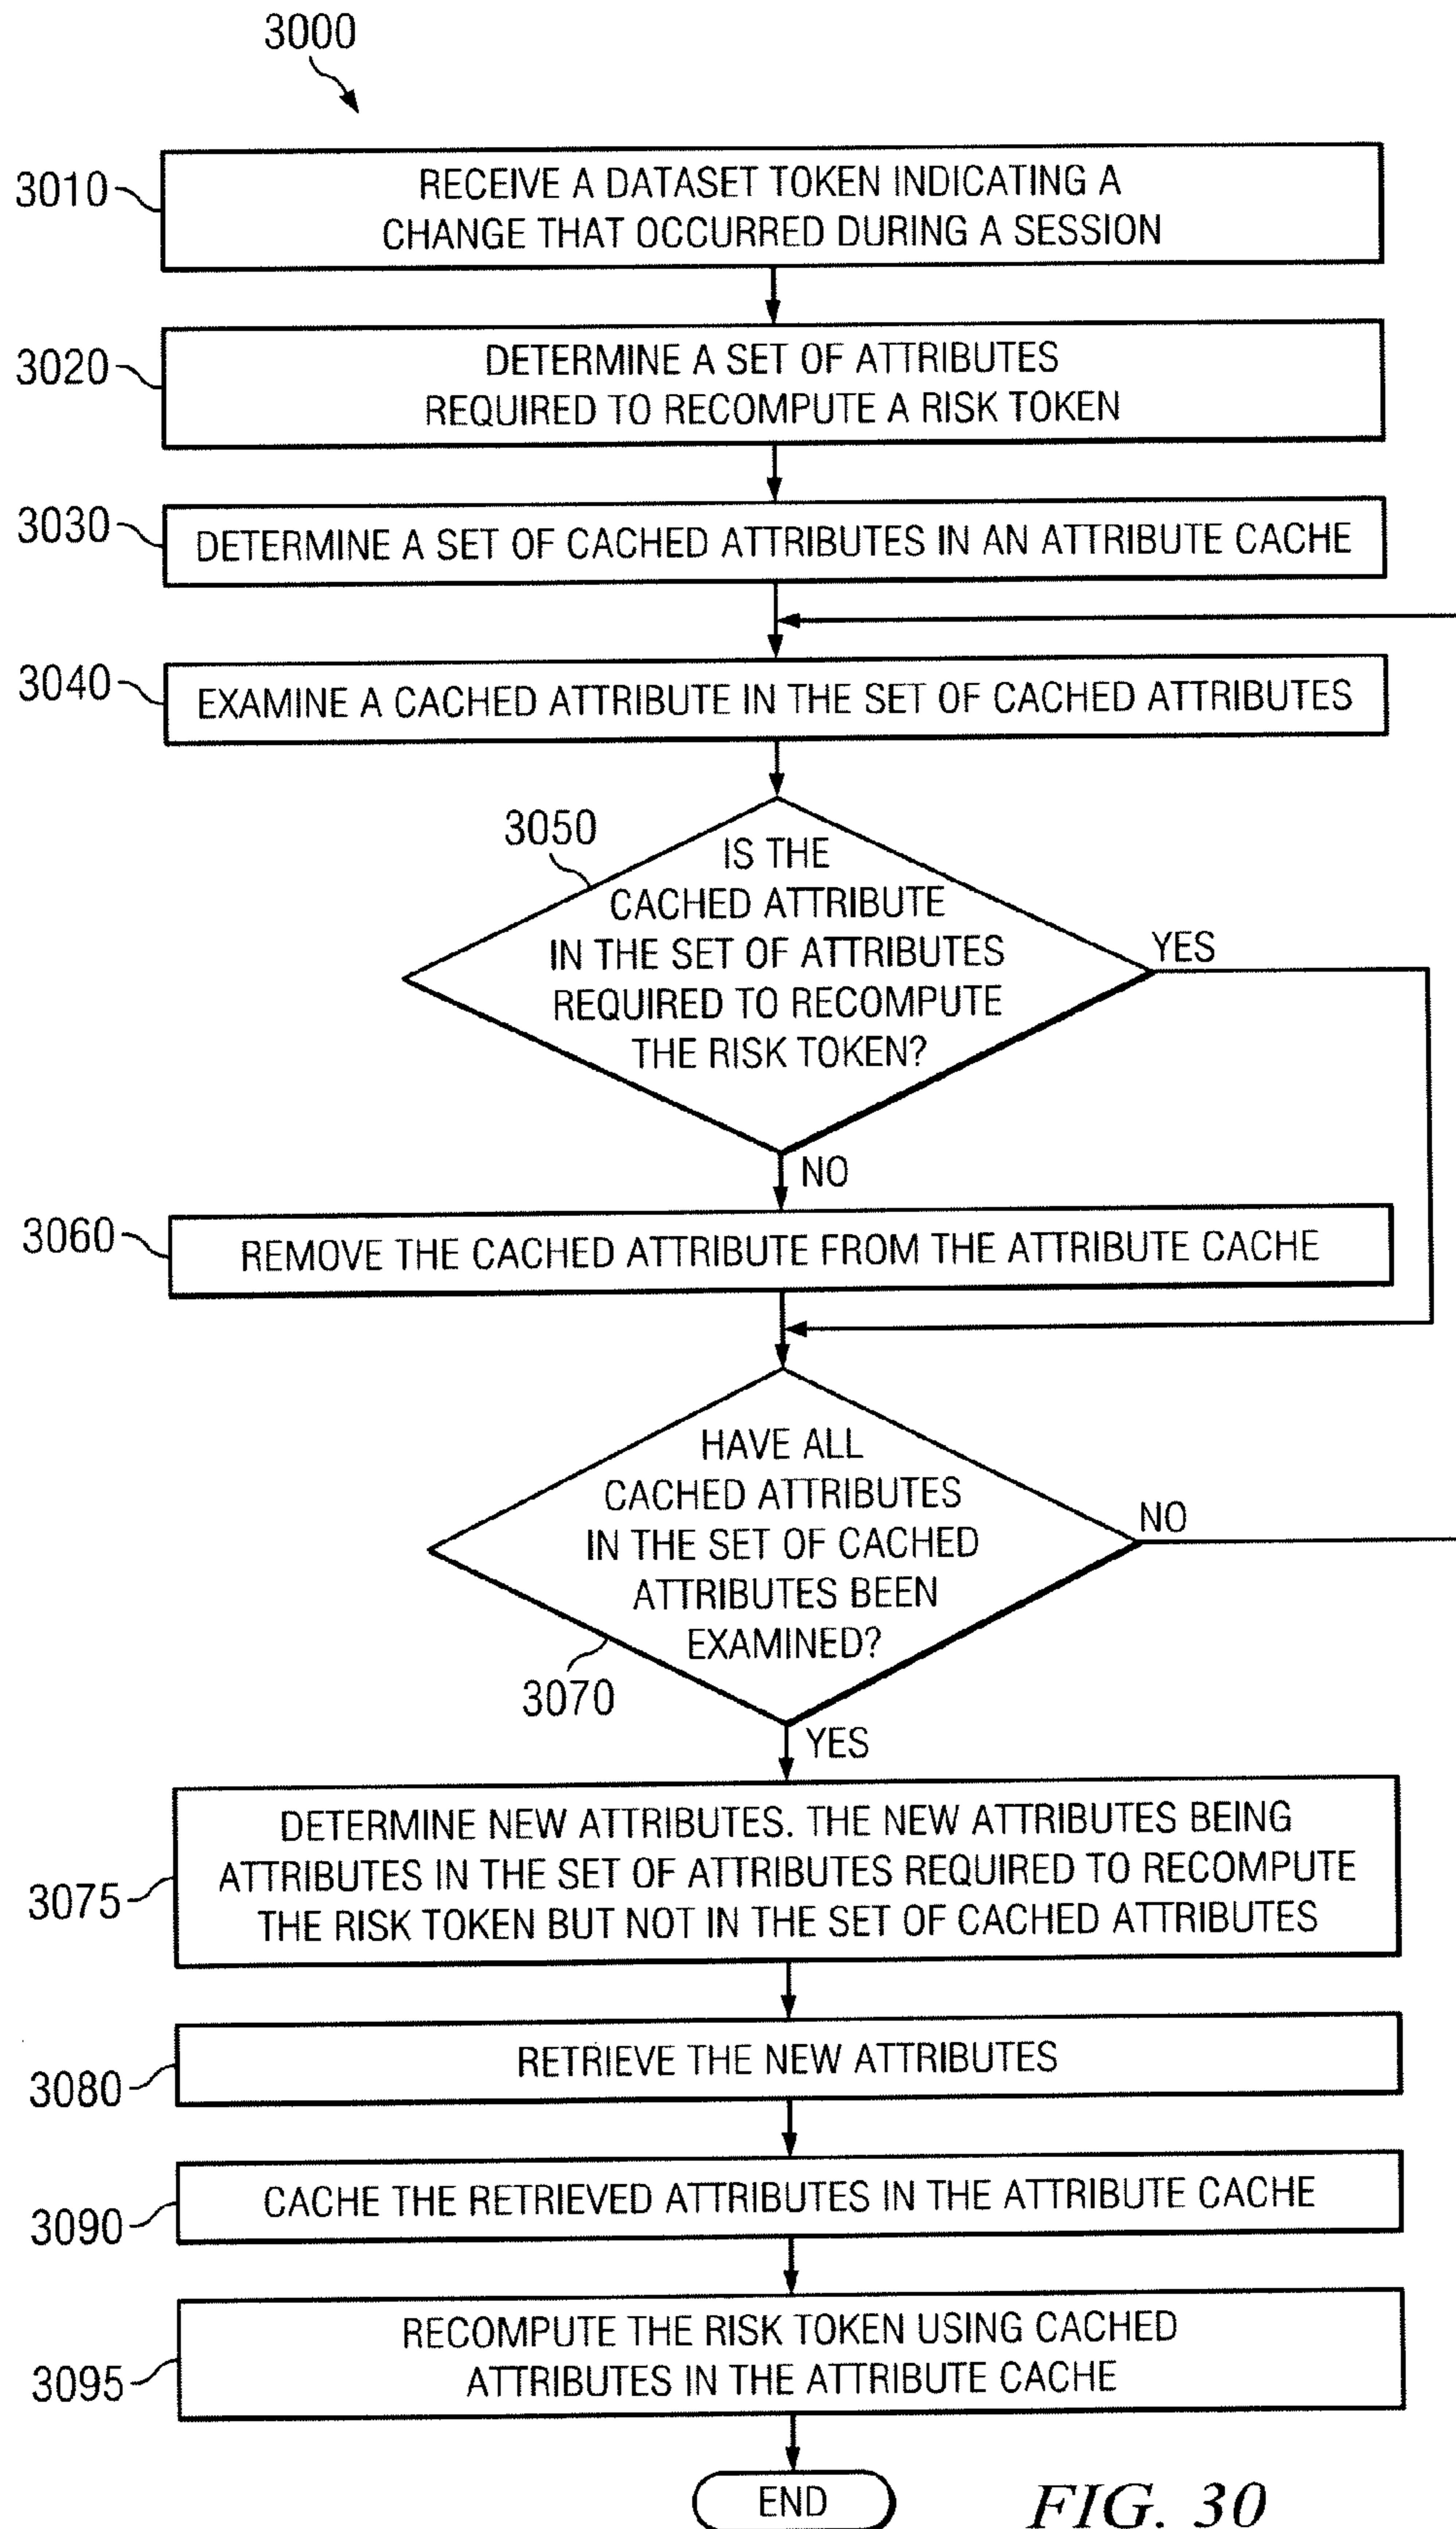 3000
3010
RECEIVE A DATASET TOKEN INDICATING A
CHANGE THAT OCCURRED DURING A SESSION
3020
DETERMINE A SET OF ATTRIBUTES
REQUIRED TO RECOMPUTE A RISK TOKEN
3030
DETERMINE A SET OF CACHED ATTRIBUTES IN AN ATTRIBUTE CACHE
3040
EXAMINE A CACHED ATTRIBUTE IN THE SET OF CACHED ATTRIBUTES
3050
IS THE
CACHED ATTRIBUTE
IN THE SET OF ATTRIBUTES
REQUIRED TO RECOMPUTE
THE RISK TOKEN?
YES
NO
3060
REMOVE THE CACHED ATTRIBUTE FROM THE ATTRIBUTE CACHE
HAVE ALL
CACHED ATTRIBUTES
IN THE SET OF CACHED
ATTRIBUTES BEEN
EXAMINED?
NO
3070
YES
3075
DETERMINE NEW ATTRIBUTES. THE NEW ATTRIBUTES BEING
ATTRIBUTES IN THE SET OF ATTRIBUTES REQUIRED TO RECOMPUTE
THE RISK TOKEN BUT NOT IN THE SET OF CACHED ATTRIBUTES
3080
RETRIEVE THE NEW ATTRIBUTES
3090
CACHE THE RETRIEVED ATTRIBUTES IN THE ATTRIBUTE CACHE
3095
RECOMPUTE THE RISK TOKEN USING CACHED
ATTRIBUTES IN THE ATTRIBUTE CACHE
END
FIG. 30